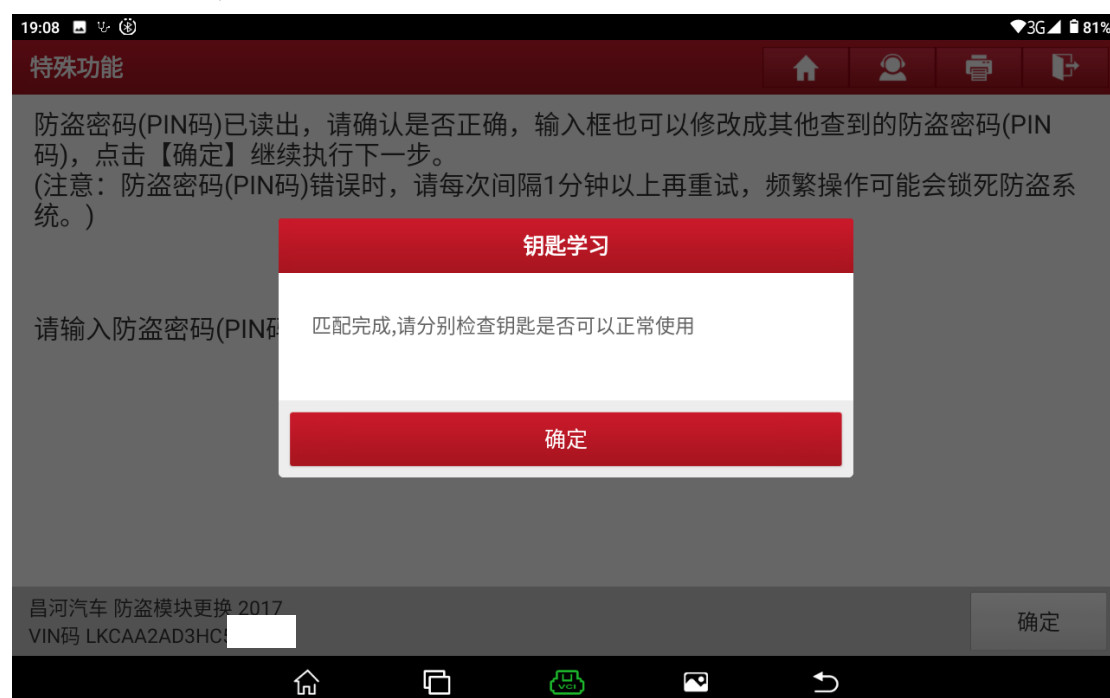 19:08
3G
81%
特殊功能
防盗密码(PIN码)已读出，请确认是否正确，输入框也可以修改成其他查到的防盗密码(PIN
码)，点击【确定】继续执行下一步。
(注意：防盗密码(PIN码)错误时，请每次间隔1分钟以上再重试，频繁操作可能会锁死防盗系
统。)
钥匙学习
请输入防盗密码(PIN码
匹配完成,请分别检查钥匙是否可以正常使用
确定
昌河汽车 防盗模块更换 2017
VIN码 LKCAA2AD3HC
确定
VCI